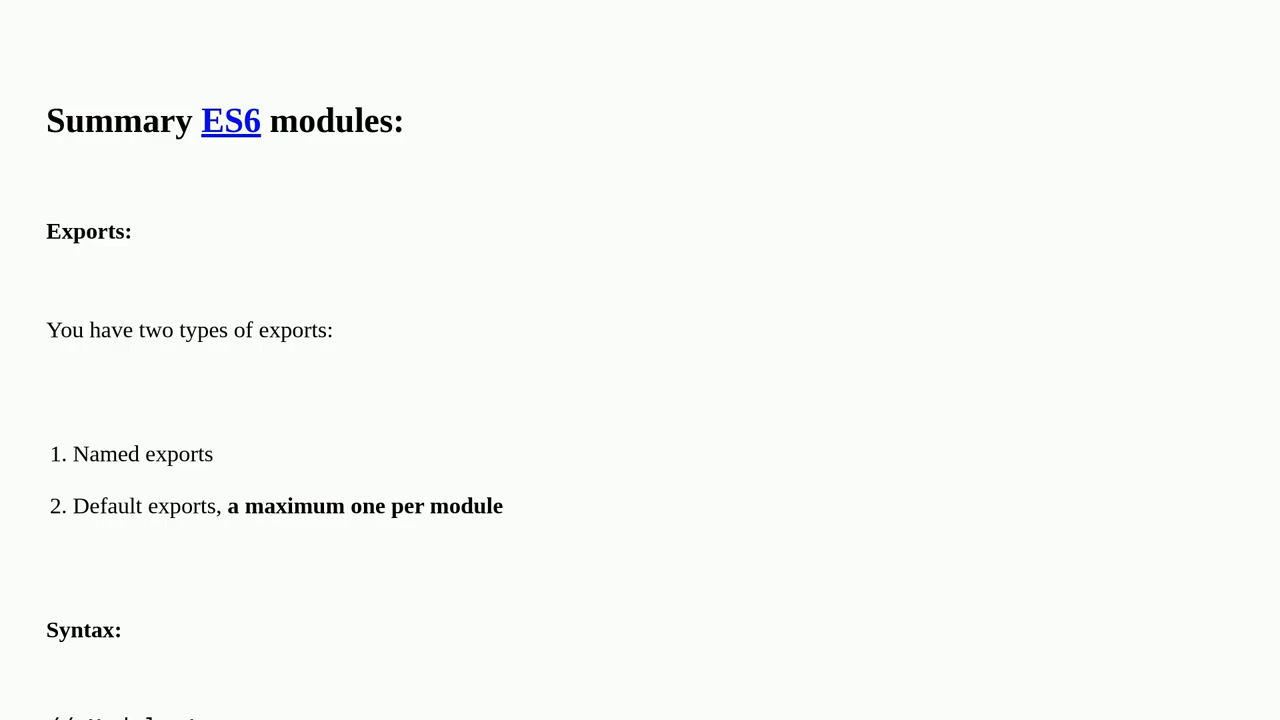 Summary ES6 modules:
Exports:
You have two types of exports:
1. Named exports
2. Default exports, a maximum one per module
Syntax: